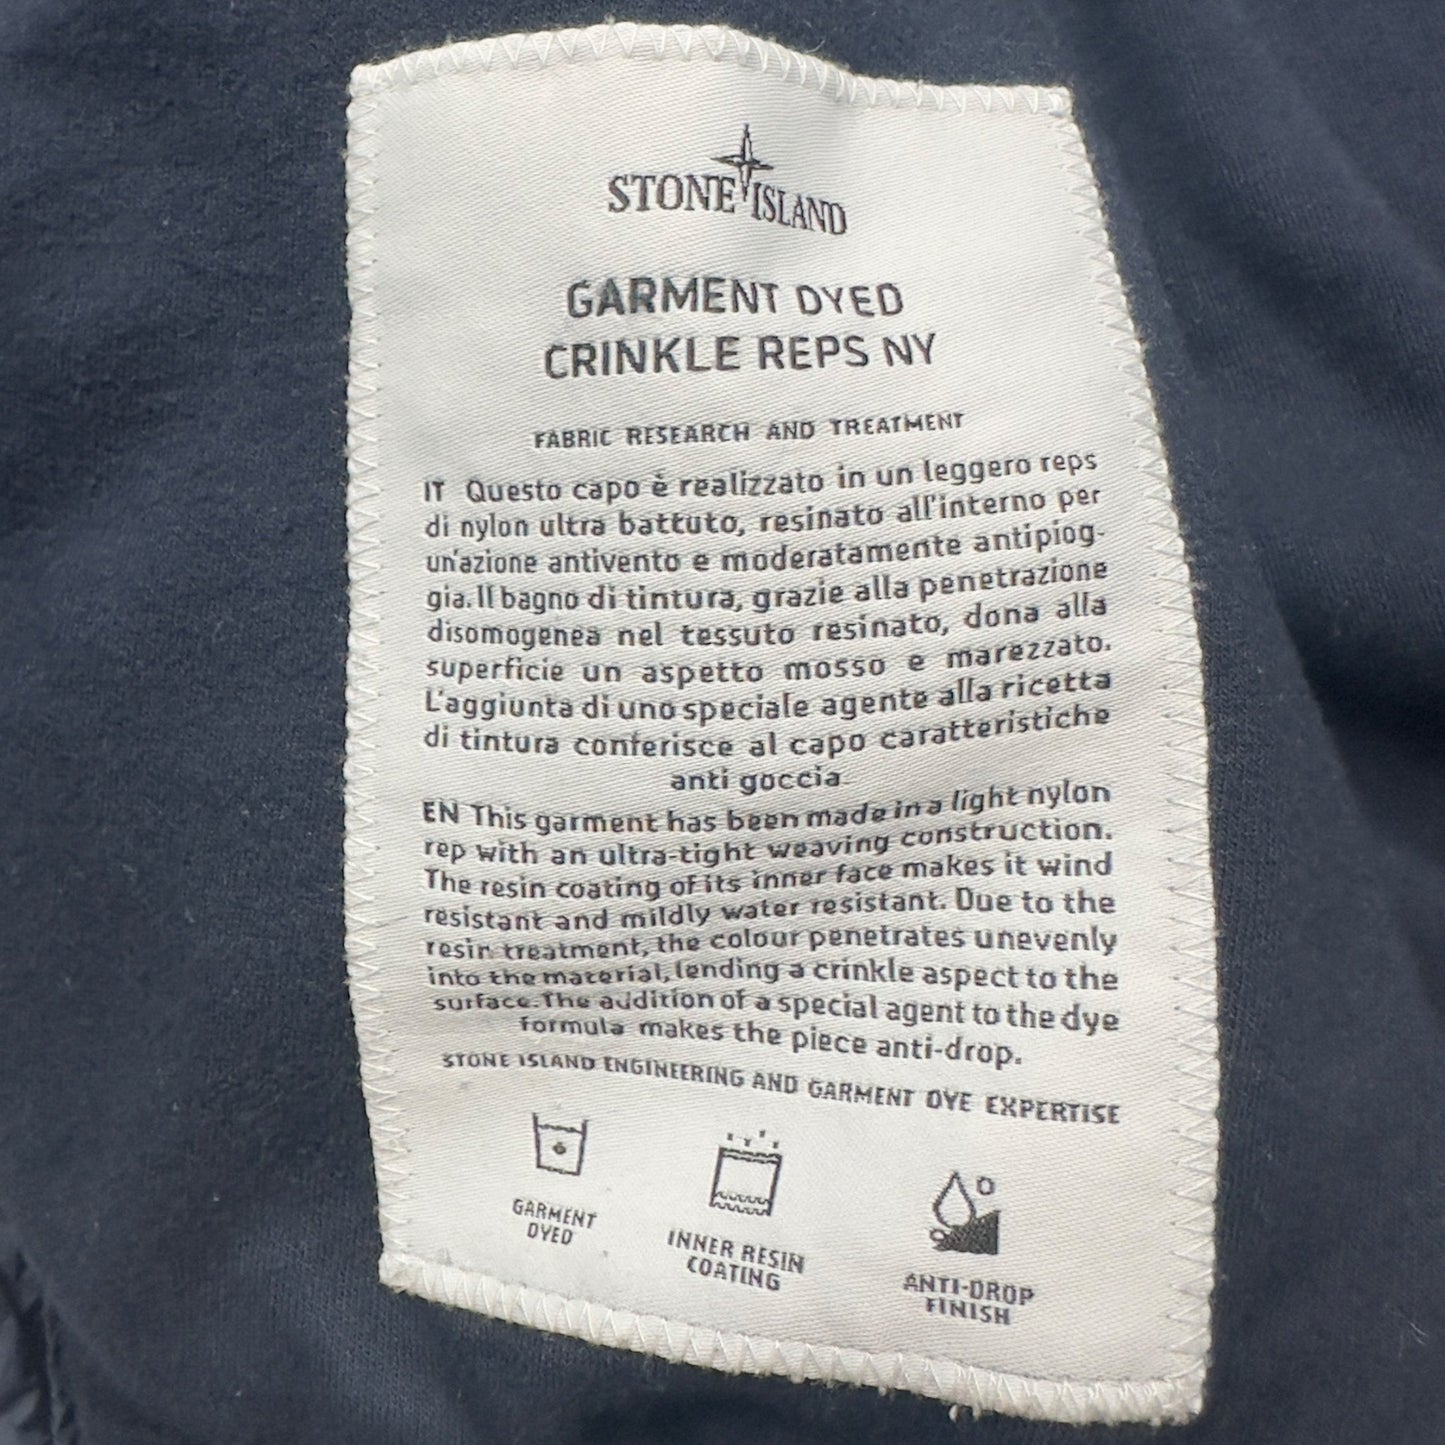 STONE ISLAND
GARMENT DYED
CRINKLE REPS NY
FABRIC RESEARCH AND TREATMENT
IT Questo capo è realizzato in un leggero reps
di nylon ultra battuto, resinato all'interno per
un'azione antivento e moderatamente antipiog-
gia. Il bagno di tintura, grazie alla penetrazione
disomogenea nel tessuto resinato, dona alla
superficie un aspetto mosso e marezzato.
L'aggiunta di uno speciale agente alla ricetta
di tintura conferisce al capo caratteristiche
anti goccia.
EN This garment has been made in a light nylon
rep with an ultra-tight weaving construction.
The resin coating of its inner face makes it wind
resistant and mildly water resistant. Due to the
resin treatment, the colour penetrates unevenly
into the material, lending a crinkle aspect to the
surface. The addition of a special agent to the dye
formula makes the piece anti-drop.
STONE ISLAND ENGINEERING AND GARMENT DYE EXPERTISE
GARMENT
DYED
INNER RESIN
COATING
ANTI-DROP
FINISH